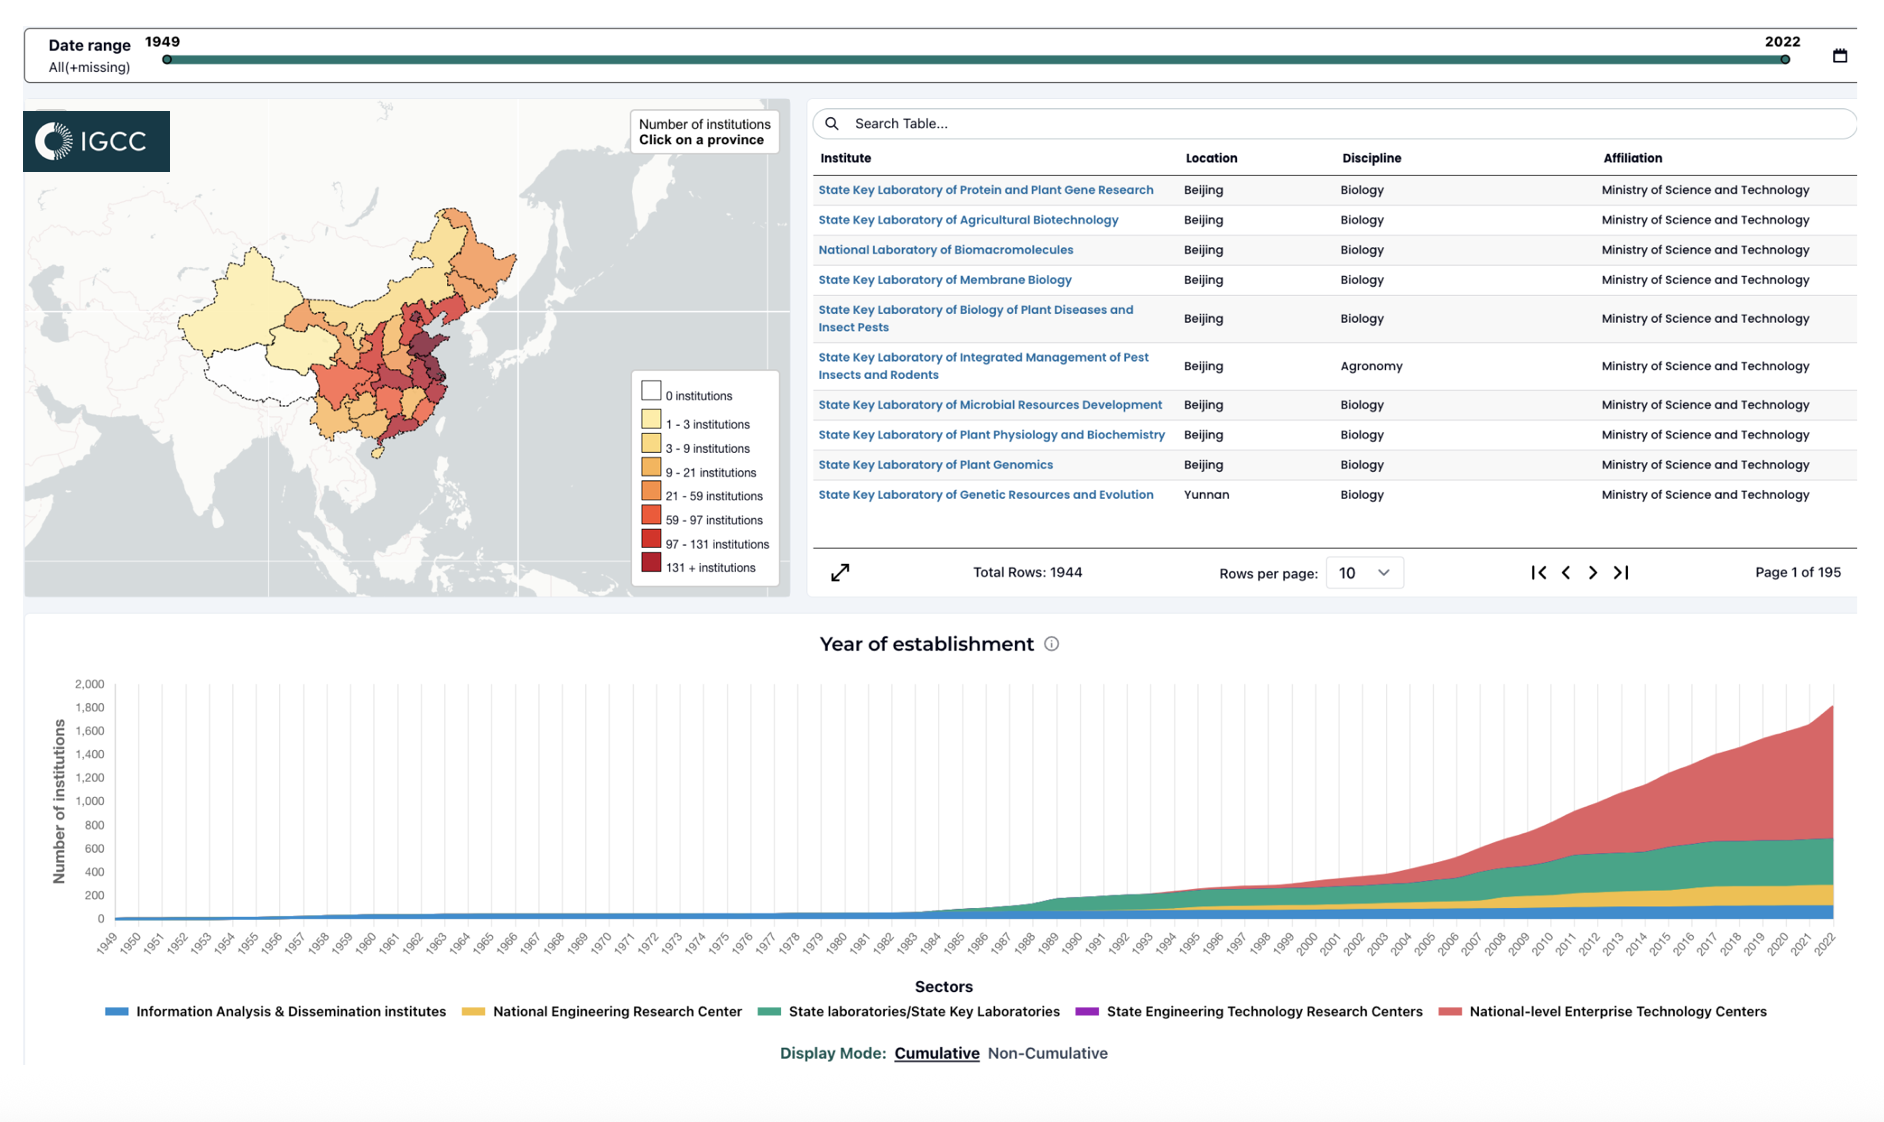 Date range
1949
2022
All(+missing)
IGCC
Number of institutions
Click on a province
0 institutions
1 - 3 institutions
3 - 9 institutions
9 - 21 institutions
21 - 59 institutions
59 - 97 institutions
97 - 131 institutions
131 + institutions
Search Table...
Institute Location Discipline Affiliation
State Key Laboratory of Protein and Plant Gene Research Beijing Biology Ministry of Science and Technology
State Key Laboratory of Agricultural Biotechnology Beijing Biology Ministry of Science and Technology
National Laboratory of Biomacromolecules Beijing Biology Ministry of Science and Technology
State Key Laboratory of Membrane Biology Beijing Biology Ministry of Science and Technology
State Key Laboratory of Biology of Plant Diseases and
Insect Pests Beijing Biology Ministry of Science and Technology
State Key Laboratory of Integrated Management of Pest
Insects and Rodents Beijing Agronomy Ministry of Science and Technology
State Key Laboratory of Microbial Resources Development Beijing Biology Ministry of Science and Technology
State Key Laboratory of Plant Physiology and Biochemistry Beijing Biology Ministry of Science and Technology
State Key Laboratory of Plant Genomics Beijing Biology Ministry of Science and Technology
State Key Laboratory of Genetic Resources and Evolution Yunnan Biology Ministry of Science and Technology
Total Rows: 1944 Rows per page: 10 Page 1 of 195
Year of establishment
Number of institutions
2,000
1,800
1,600
1,400
1,200
1,000
800
600
400
200
0
1949 1950 1951 1952 1953 1954 1955 1956 1957 1958 1959 1960 1961 1962 1963 1964 1965 1966 1967 1968 1969 1970 1971 1972 1973 1974 1975 1976 1977 1978 1979 1980 1981 1982 1983 1984 1985 1986 1987 1988 1989 1990 1991 1992 1993 1994 1995 1996 1997 1998 1999 2000 2001 2002 2003 2004 2005 2006 2007 2008 2009 2010 2011 2012 2013 2014 2015 2016 2017 2018 2019 2020 2021 2022
Sectors
Information Analysis & Dissemination institutes National Engineering Research Center State laboratories/State Key Laboratories State Engineering Technology Research Centers National-level Enterprise Technology Centers
Display Mode: Cumulative Non-Cumulative